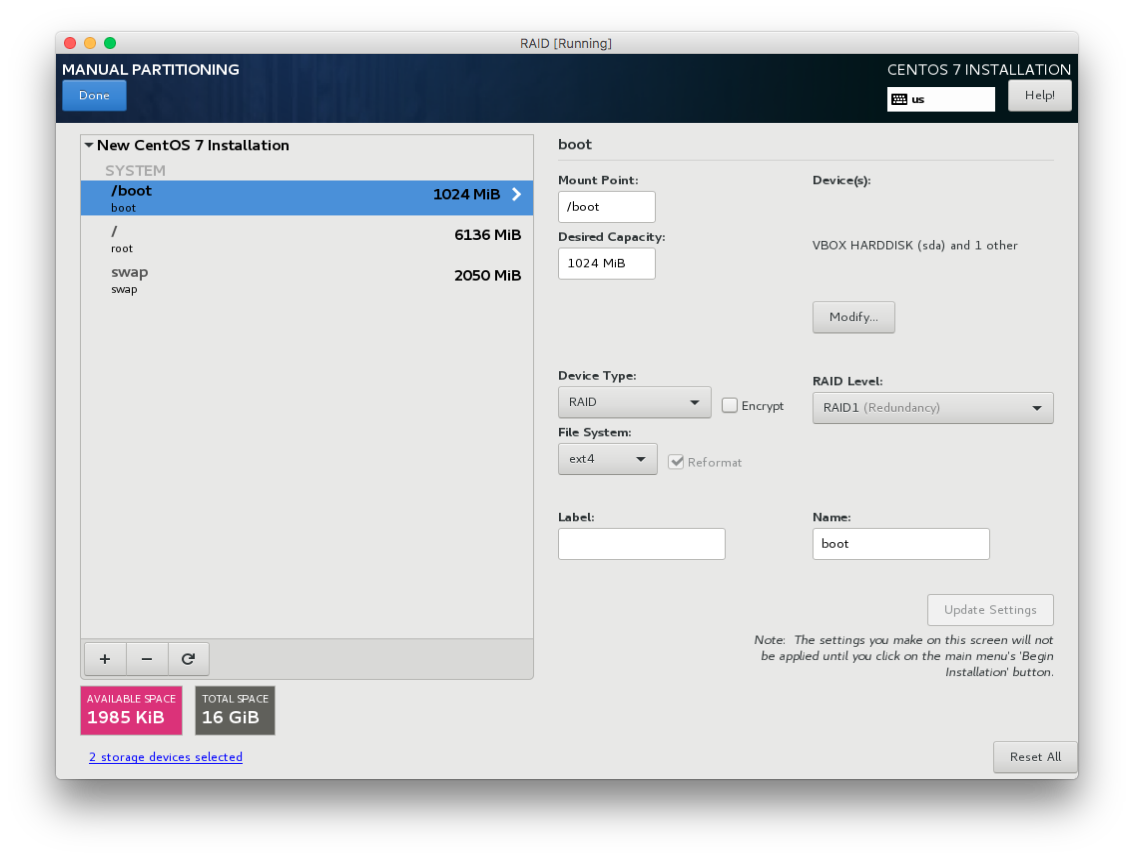 RAID [Running]
MANUAL PARTITIONING
CENTOS 7 INSTALLATION
Done
us
Help!
New CentOS 7 Installation
SYSTEM
/boot
1024 MiB
boot
/
6136 MiB
root
swap
2050 MiB
swap
AVAILABLE SPACE
1985 KiB
TOTAL SPACE
16 GiB
2 storage devices selected
boot
Mount Point:
/boot
Desired Capacity:
1024 MiB
Device(s):
VBOX HARDDISK (sda) and 1 other
Modify...
Device Type:
RAID
Encrypt
RAID Level:
RAID1 (Redundancy)
File System:
ext4
Reformat
Label:
Name:
boot
Update Settings
Note: The settings you make on this screen will not
be applied until you click on the main menu's 'Begin
Installation' button.
Reset All